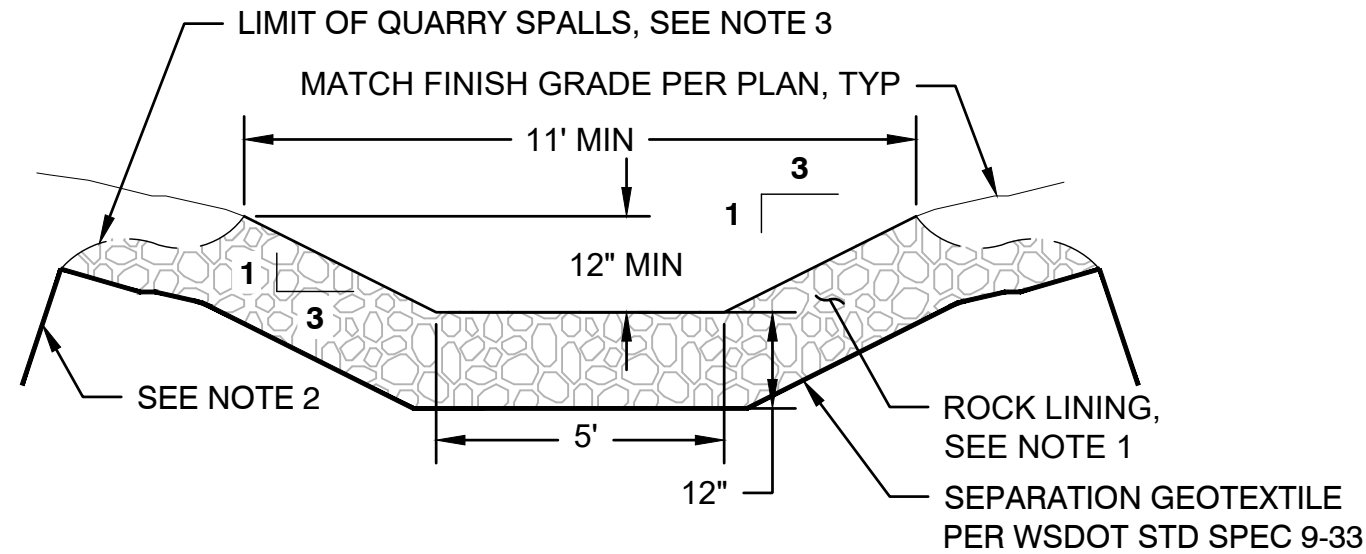 LIMIT OF QUARRY SPALLS, SEE NOTE 3
MATCH FINISH GRADE PER PLAN, TYP
11' MIN
3
1
12" MIN
1
3
SEE NOTE 2
5'
12"
ROCK LINING,
SEE NOTE 1
SEPARATION GEOTEXTILE
PER WSDOT STD SPEC 9-33